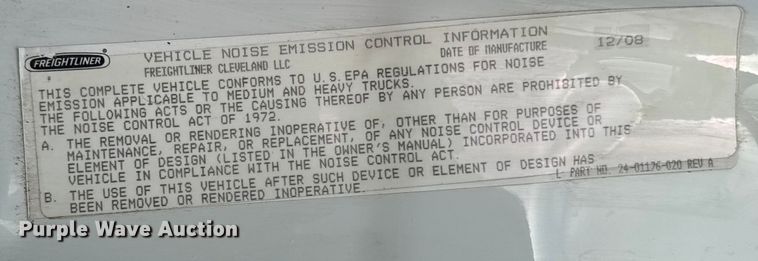 FREIGHTLINER
VEHICLE NOISE EMISSION CONTROL INFORMATION
FREIGHTLINER CLEVELAND LLC DATE OF MANUFACTURE 12/08
THIS COMPLETE VEHICLE CONFORMS TO U.S.EPA REGULATIONS FOR NOISE
EMISSION APPLICABLE TO MEDIUM AND HEAVY TRUCKS.
THE FOLLOWING ACTS OR THE CAUSING THEREOF BY ANY PERSON ARE PROHIBITED BY
THE NOISE CONTROL ACT OF 1972.
A. THE REMOVAL OR RENDERING INOPERATIVE OF, OTHER THAN FOR PURPOSES OF
MAINTENANCE, REPAIR, OR REPLACEMENT, OF ANY NOISE CONTROL DEVICE OR
ELEMENT OF DESIGN (LISTED IN THE OWNER'S MANUAL) INCORPORATED INTO THIS
VEHICLE IN COMPLIANCE WITH THE NOISE CONTROL ACT.
B. THE USE OF THIS VEHICLE AFTER SUCH DEVICE OR ELEMENT OF DESIGN HAS
BEEN REMOVED OR RENDERED INOPERATIVE.
L PART NO. 24-01176-020 REV A
Purple Wave Auction